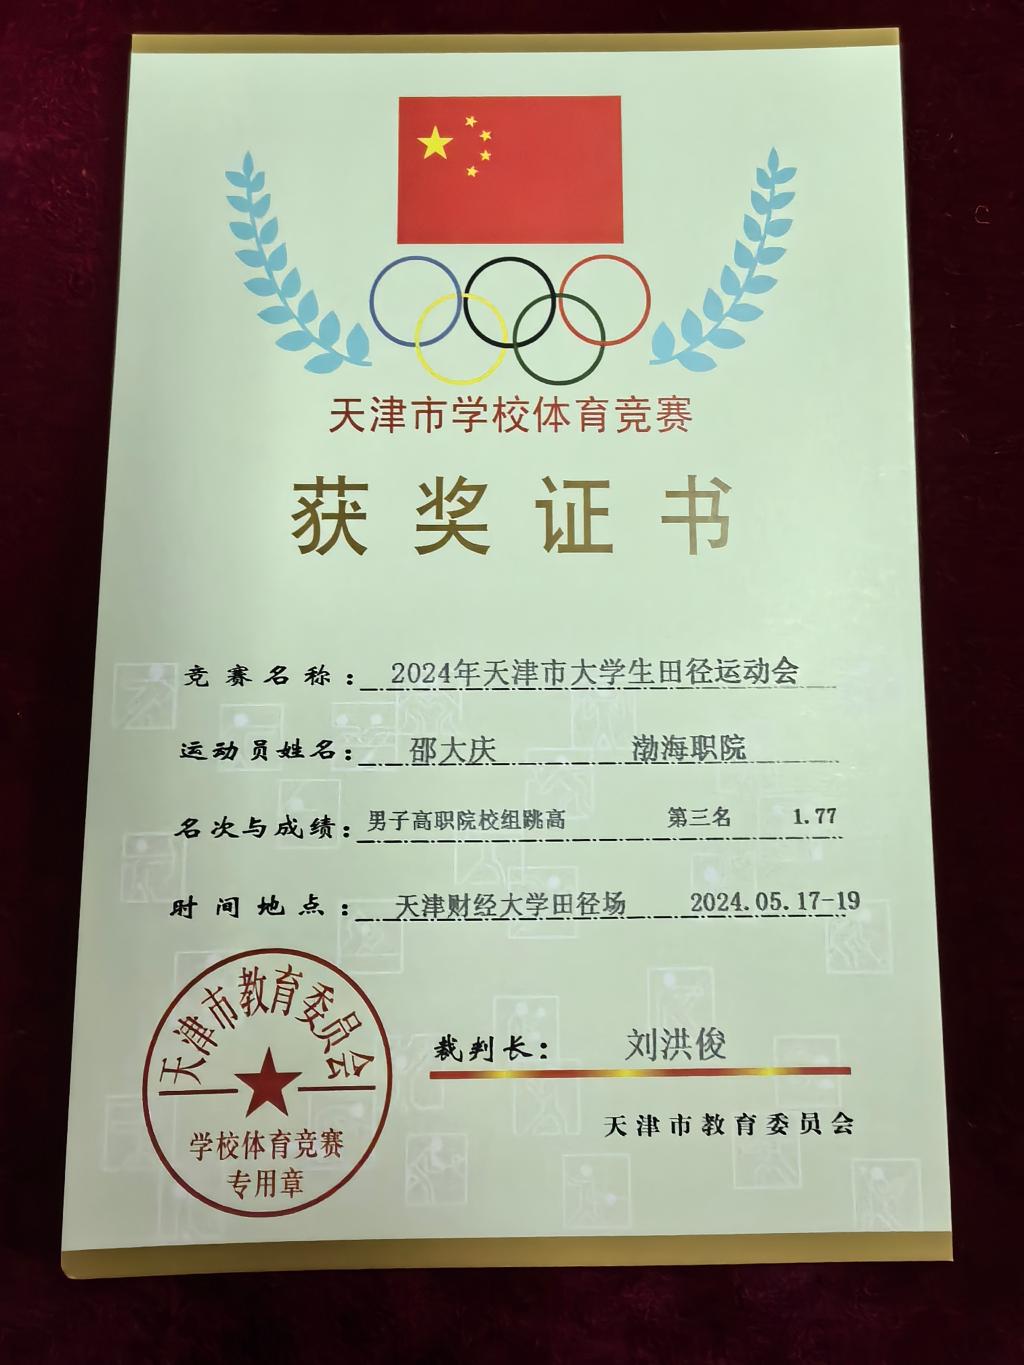 天津市学校体育竞赛
获奖证书
竞赛名称：2024年天津市大学生田径运动会
运动员姓名：邵大庆 渤海职院
名次与成绩：男子高职院校组跳高 第三名 1.77
时间地点：天津财经大学田径场 2024.05.17-19
裁判长：刘洪俊
天津市教育委员会
天津市教育委员会
学校体育竞赛
专用章